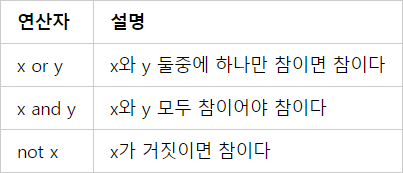 연산자 설명
x or y x와 y 둘중에 하나만 참이면 참이다
x and y x와 y 모두 참이어야 참이다
not x x가 거짓이면 참이다